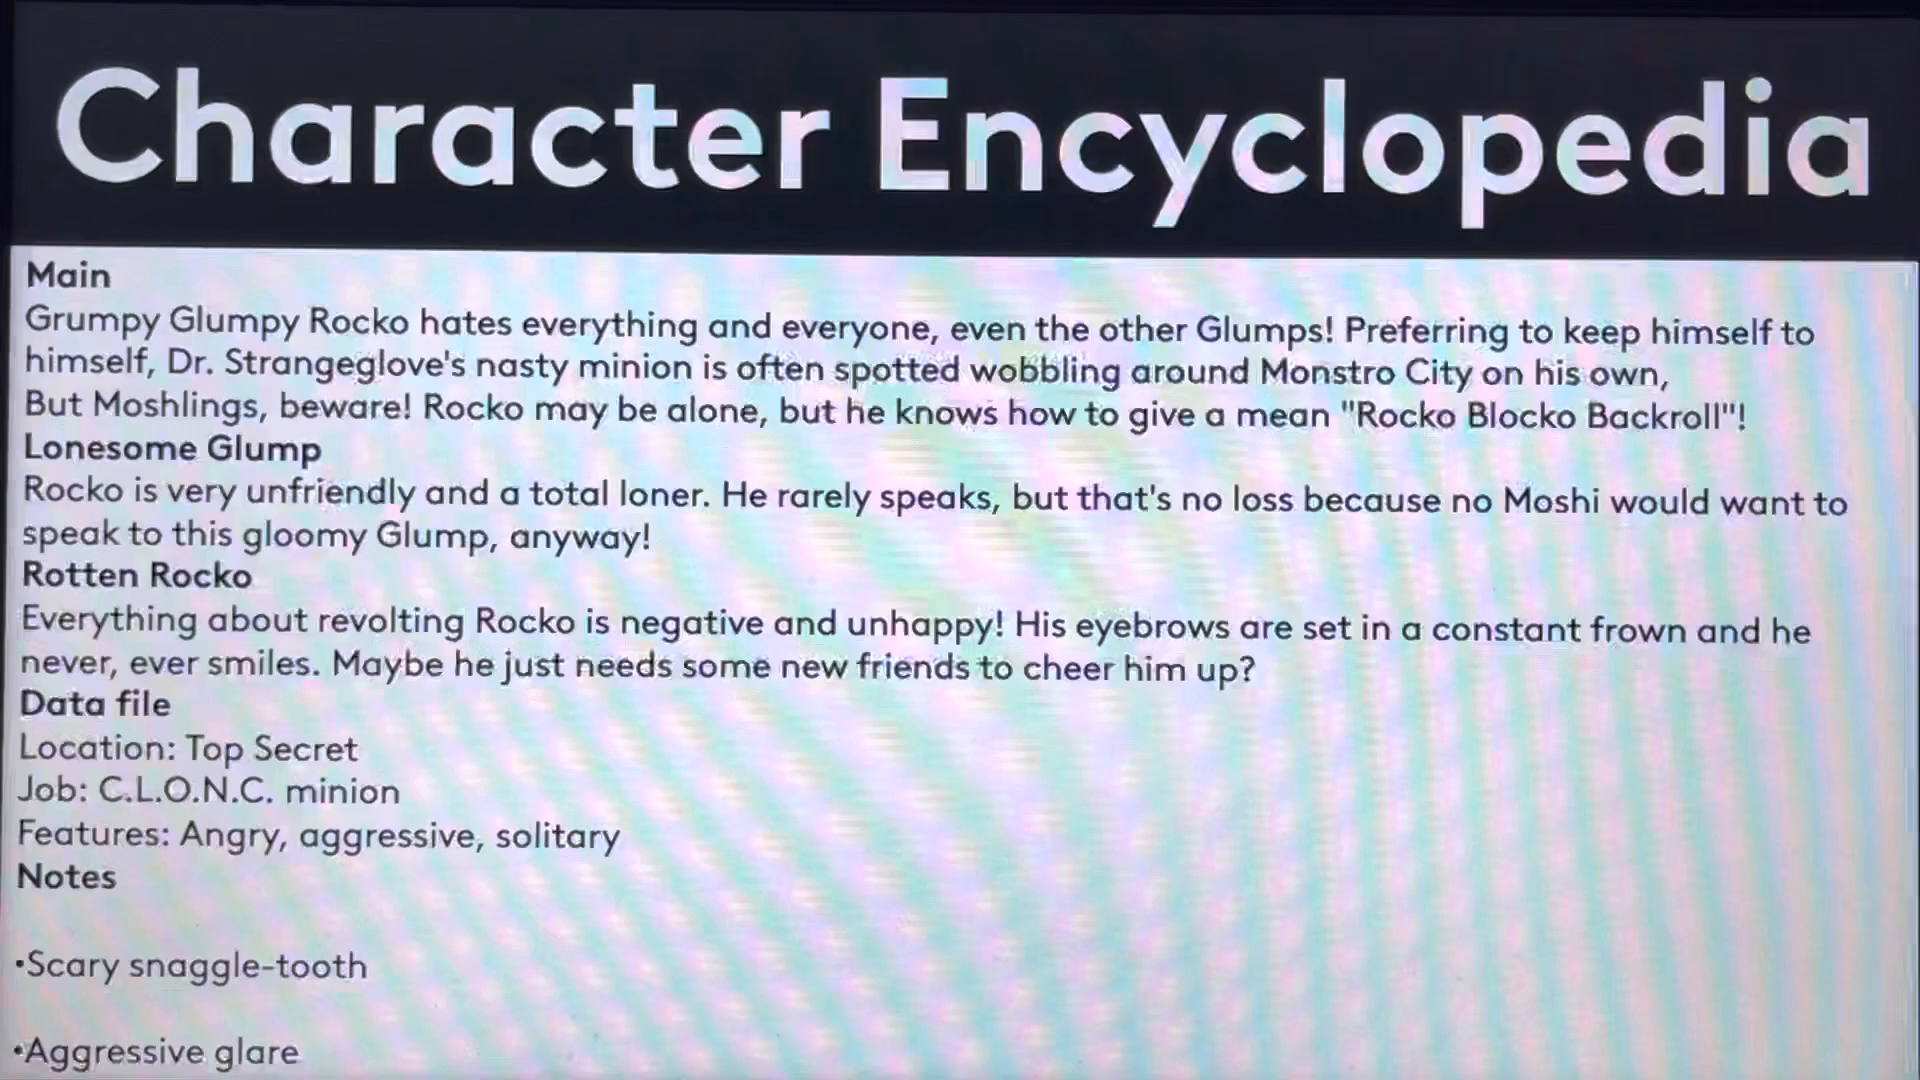 Character Encyclopedia
Main
Grumpy Glumpy Rocko hates everything and everyone, even the other Glumps! Preferring to keep himself to
himself, Dr. Strangeglove's nasty minion is often spotted wobbling around Monstro City on his own,
But Moshlings, beware! Rocko may be alone, but he knows how to give a mean "Rocko Blocko Backroll"!
Lonesome Glump
Rocko is very unfriendly and a total loner. He rarely speaks, but that's no loss because no Moshi would want to
speak to this gloomy Glump, anyway!
Rotten Rocko
Everything about revolting Rocko is negative and unhappy! His eyebrows are set in a constant frown and he
never, ever smiles. Maybe he just needs some new friends to cheer him up?
Data file
Location: Top Secret
Job: C.L.O.N.C. minion
Features: Angry, aggressive, solitary
Notes
•Scary snaggle-tooth
•Aggressive glare